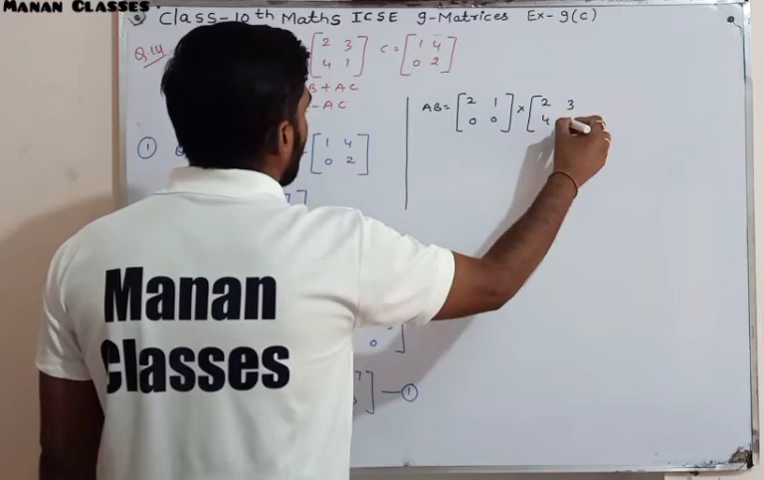 MANAN CLASSES
Class-10th Maths ICSE 9-Matrices Ex-9(c)
Q.14 [2 3 C = [1 4
4 1] 0 2]
B + AC
- AC
① [1 4
0 2]
AB = [2 1 × [2 3
0 0] 4
Manan
Classes
0 ]
] — ①